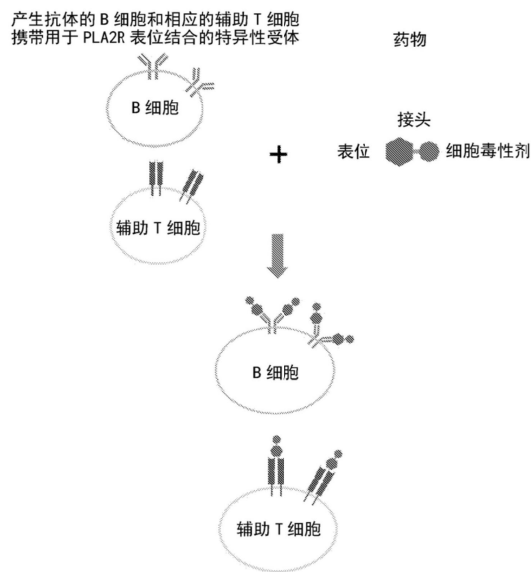 产生抗体的 B 细胞和相应的辅助 T 细胞
携带用于 PLA2R 表位结合的特异性受体
药物
B 细胞
接头
表位
细胞毒性剂
辅助 T 细胞
B 细胞
辅助 T 细胞